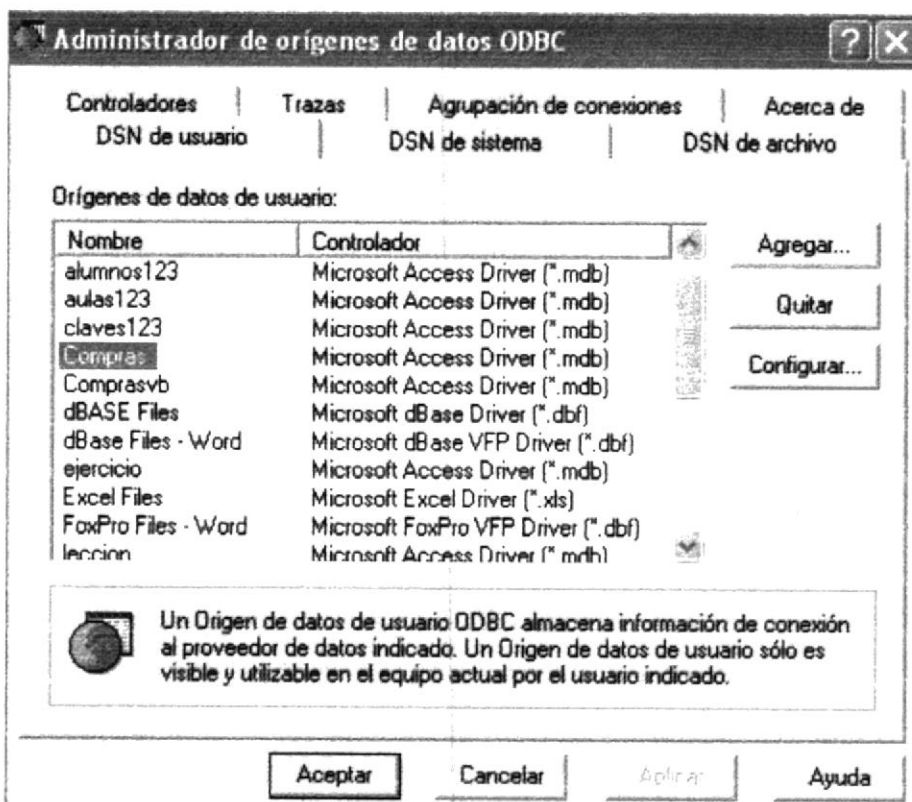 Administrador de orígenes de datos ODBC
Controladores Trazas Agrupación de conexiones Acerca de
DSN de usuario DSN de sistema DSN de archivo
Orígenes de datos de usuario:
Nombre Controlador
alumnos123 Microsoft Access Driver (*.mdb)
aulas123 Microsoft Access Driver (*.mdb)
claves123 Microsoft Access Driver (*.mdb)
Compras Microsoft Access Driver (*.mdb)
Comprasvb Microsoft Access Driver (*.mdb)
dBASE Files Microsoft dBase Driver (*.dbf)
dBase Files - Word Microsoft dBase VFP Driver (*.dbf)
ejercicio Microsoft Access Driver (*.mdb)
Excel Files Microsoft Excel Driver (*.xls)
FoxPro Files - Word Microsoft FoxPro VFP Driver (*.dbf)
leccion Microsoft Access Driver (*.mdb)
Agregar...
Quitar
Configurar...
Un Origen de datos de usuario ODBC almacena información de conexión
al proveedor de datos indicado. Un Origen de datos de usuario sólo es
visible y utilizable en el equipo actual por el usuario indicado.
Aceptar Cancelar Aplicar Ayuda